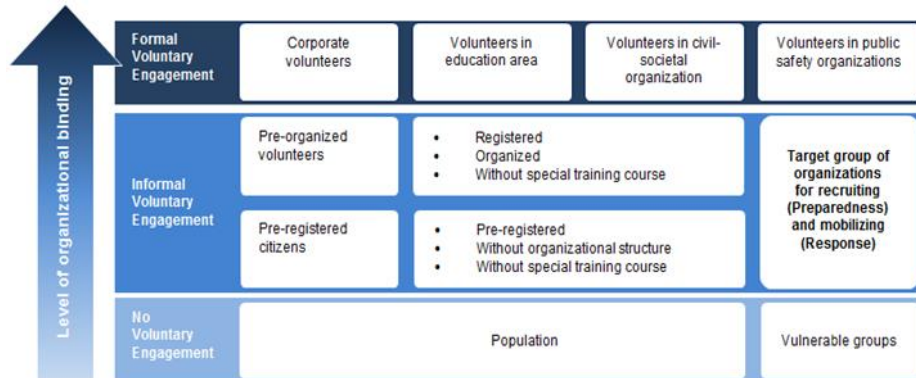 Level of organizational binding
Formal
Voluntary
Engagement
Corporate
volunteers
Volunteers in
education area
Volunteers in civil-
societal
organization
Volunteers in public
safety organizations
Informal
Voluntary
Engagement
Pre-organized
volunteers
• Registered
• Organized
• Without special training course
Pre-registered
citizens
• Pre-registered
• Without organizational structure
• Without special training course
Target group of
organizations
for recruiting
(Preparedness)
and mobilizing
(Response)
No
Voluntary
Engagement
Population
Vulnerable groups